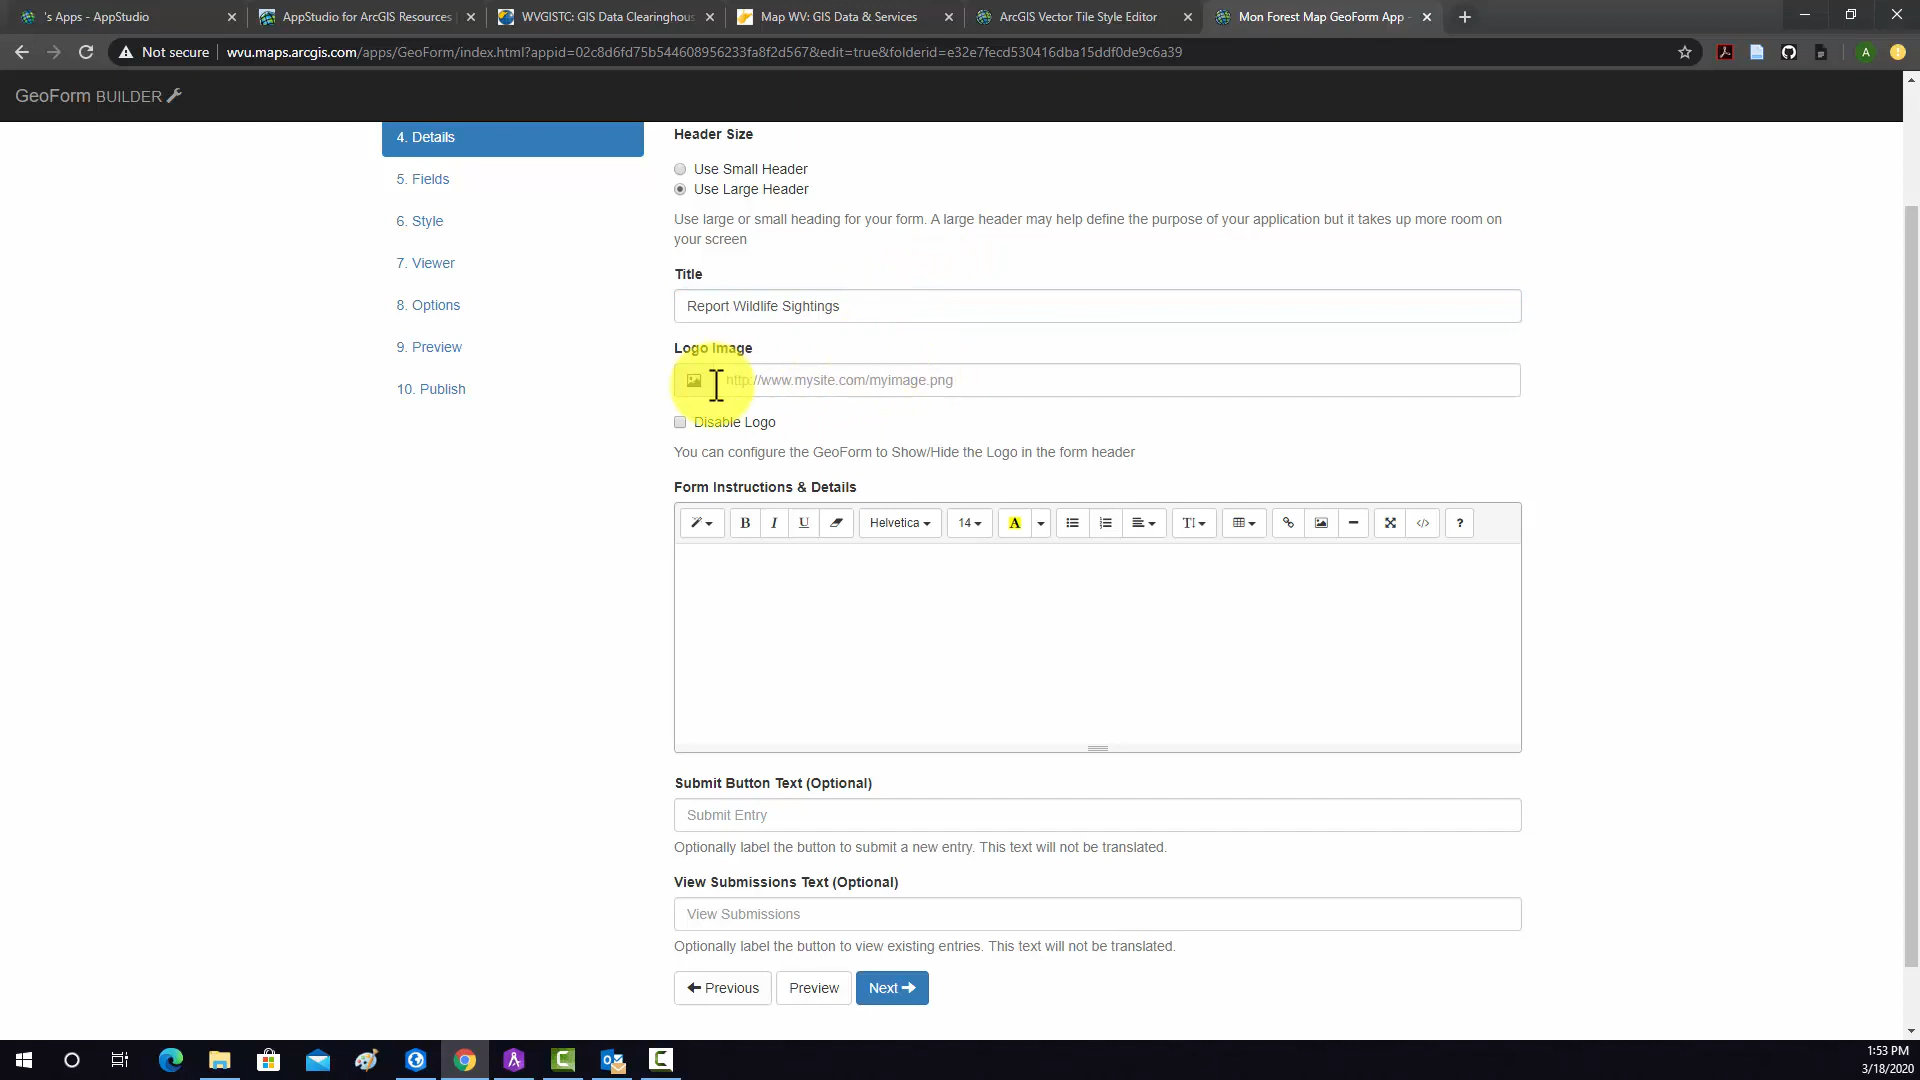 's Apps - AppStudio
AppStudio for ArcGIS Resources
WVGISTC: GIS Data Clearinghous
Map WV: GIS Data & Services
ArcGIS Vector Tile Style Editor
Mon Forest Map GeoForm App -
Not secure
wvu.maps.arcgis.com/apps/GeoForm/index.html?appid=02c8d6fd75b544608956233fa8f2d567&edit=true&folderid=e32e7fecd530416dba15ddf0de9c6a39
A
GeoForm BUILDER
4. Details
5. Fields
6. Style
7. Viewer
8. Options
9. Preview
10. Publish
Header Size
Use Small Header
Use Large Header
Use large or small heading for your form. A large header may help define the purpose of your application but it takes up more room on
your screen
Title
Report Wildlife Sightings
Logo Image
http://www.mysite.com/myimage.png
Disable Logo
You can configure the GeoForm to Show/Hide the Logo in the form header
Form Instructions & Details
B I U Helvetica 14 A TI </> ?
Submit Button Text (Optional)
Submit Entry
Optionally label the button to submit a new entry. This text will not be translated.
View Submissions Text (Optional)
View Submissions
Optionally label the button to view existing entries. This text will not be translated.
Previous Preview Next
1:53 PM
3/18/2020